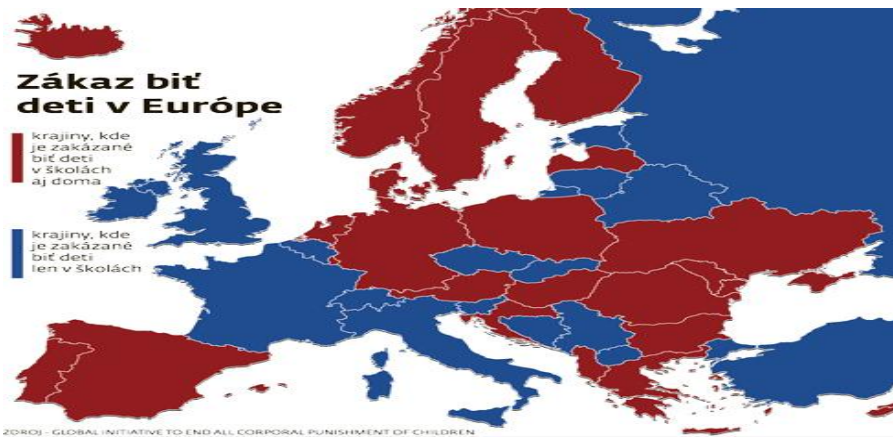 Zákaz biť
deti v Európe
krajiny, kde
je zakázané
biť deti
v školách
aj doma
krajiny, kde
je zakázané
biť deti
len v školách
ZDROJ - GLOBAL INITIATIVE TO END ALL CORPORAL PUNISHMENT OF CHILDREN